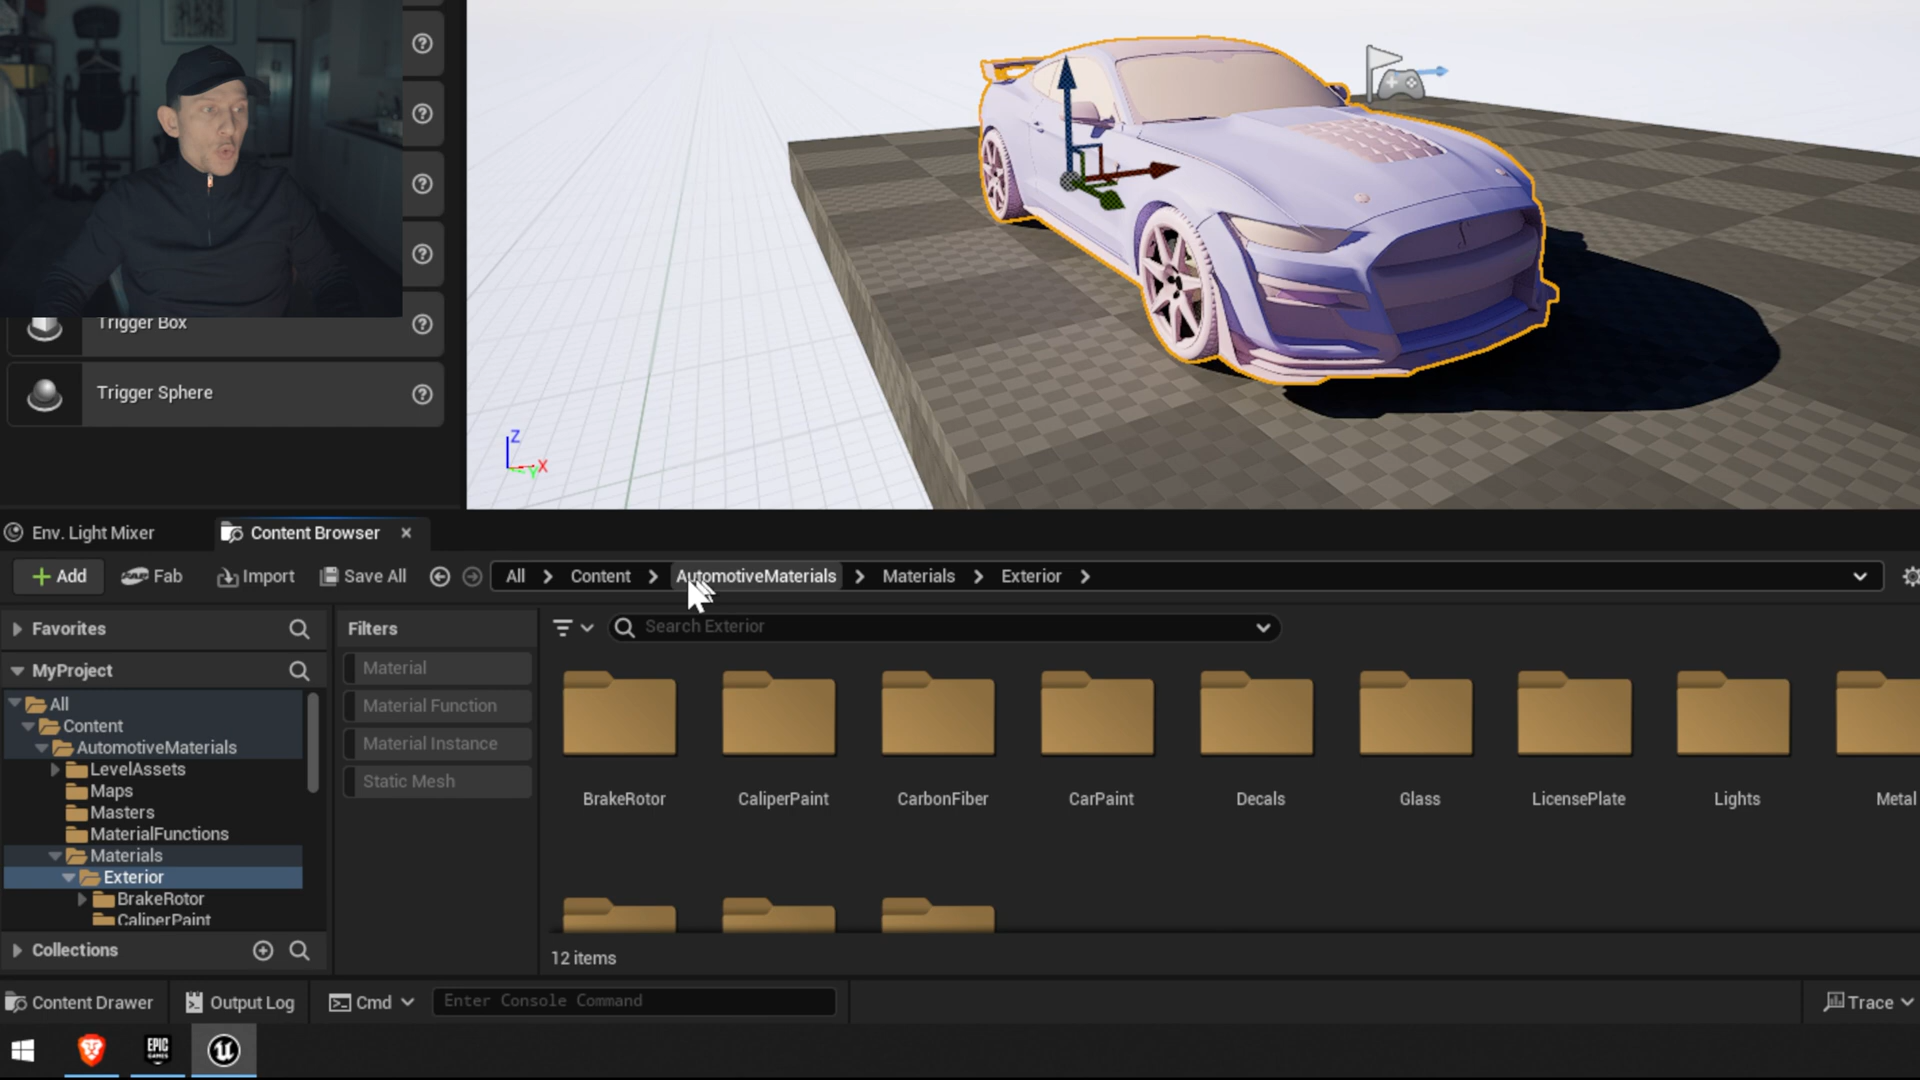 Trigger Box
Trigger Sphere
Z
X
Y
Env. Light Mixer
Content Browser
Add
Fab
Import
Save All
All
Content
AutomotiveMaterials
Materials
Exterior
Favorites
Filters
Search Exterior
MyProject
Material
Material Function
Material Instance
Static Mesh
All
Content
AutomotiveMaterials
LevelAssets
Maps
Masters
MaterialFunctions
Materials
Exterior
BrakeRotor
CaliperPaint
BrakeRotor
CaliperPaint
CarbonFiber
CarPaint
Decals
Glass
LicensePlate
Lights
Metal
Collections
12 items
Content Drawer
Output Log
Cmd
Enter Console Command
Trace
EPIC
GAMES